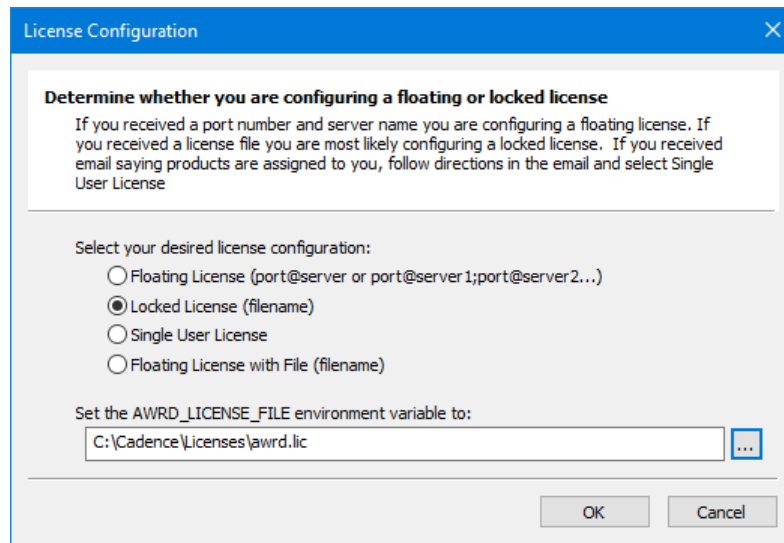 License Configuration
Determine whether you are configuring a floating or locked license
If you received a port number and server name you are configuring a floating license. If
you received a license file you are most likely configuring a locked license.  If you received
email saying products are assigned to you, follow directions in the email and select Single
User License
Select your desired license configuration:
Floating License (port@server or port@server1;port@server2...)
Locked License (filename)
Single User License
Floating License with File (filename)
Set the AWRD_LICENSE_FILE environment variable to:
C:\Cadence\Licenses\awrd.lic
...
OK
Cancel